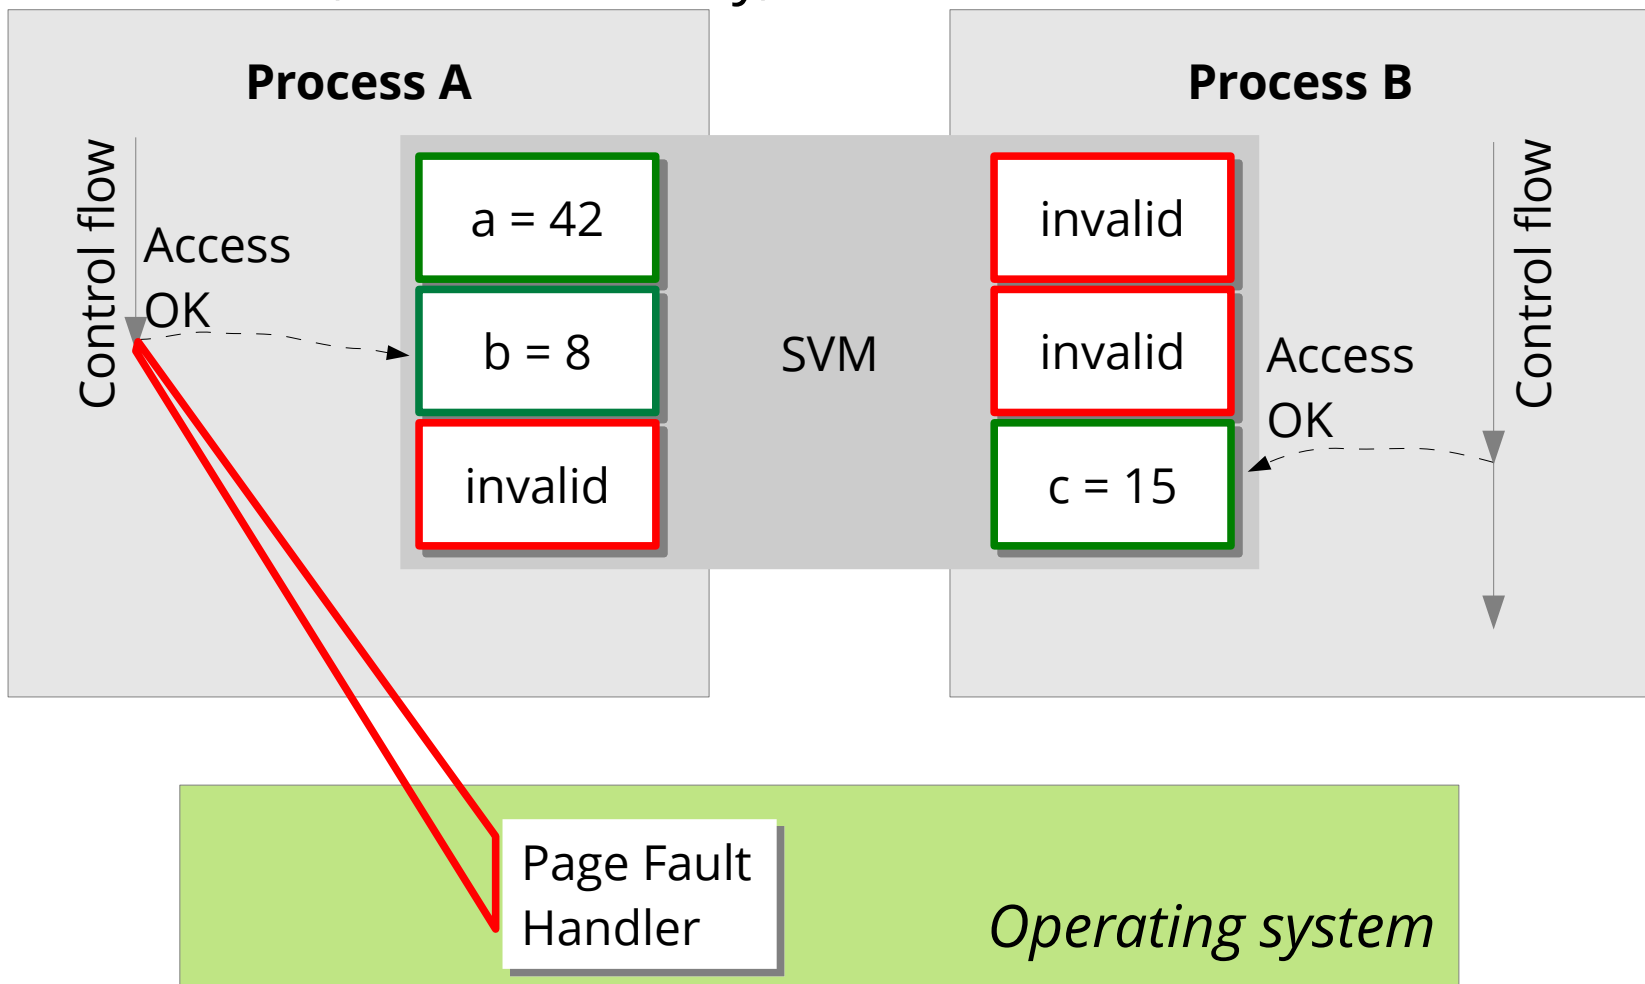 Process A
Control flow
Access
OK
a = 42
b = 8
invalid
SVM
Process B
invalid
invalid
c = 15
Access
OK
Control flow
Page Fault
Handler
Operating system